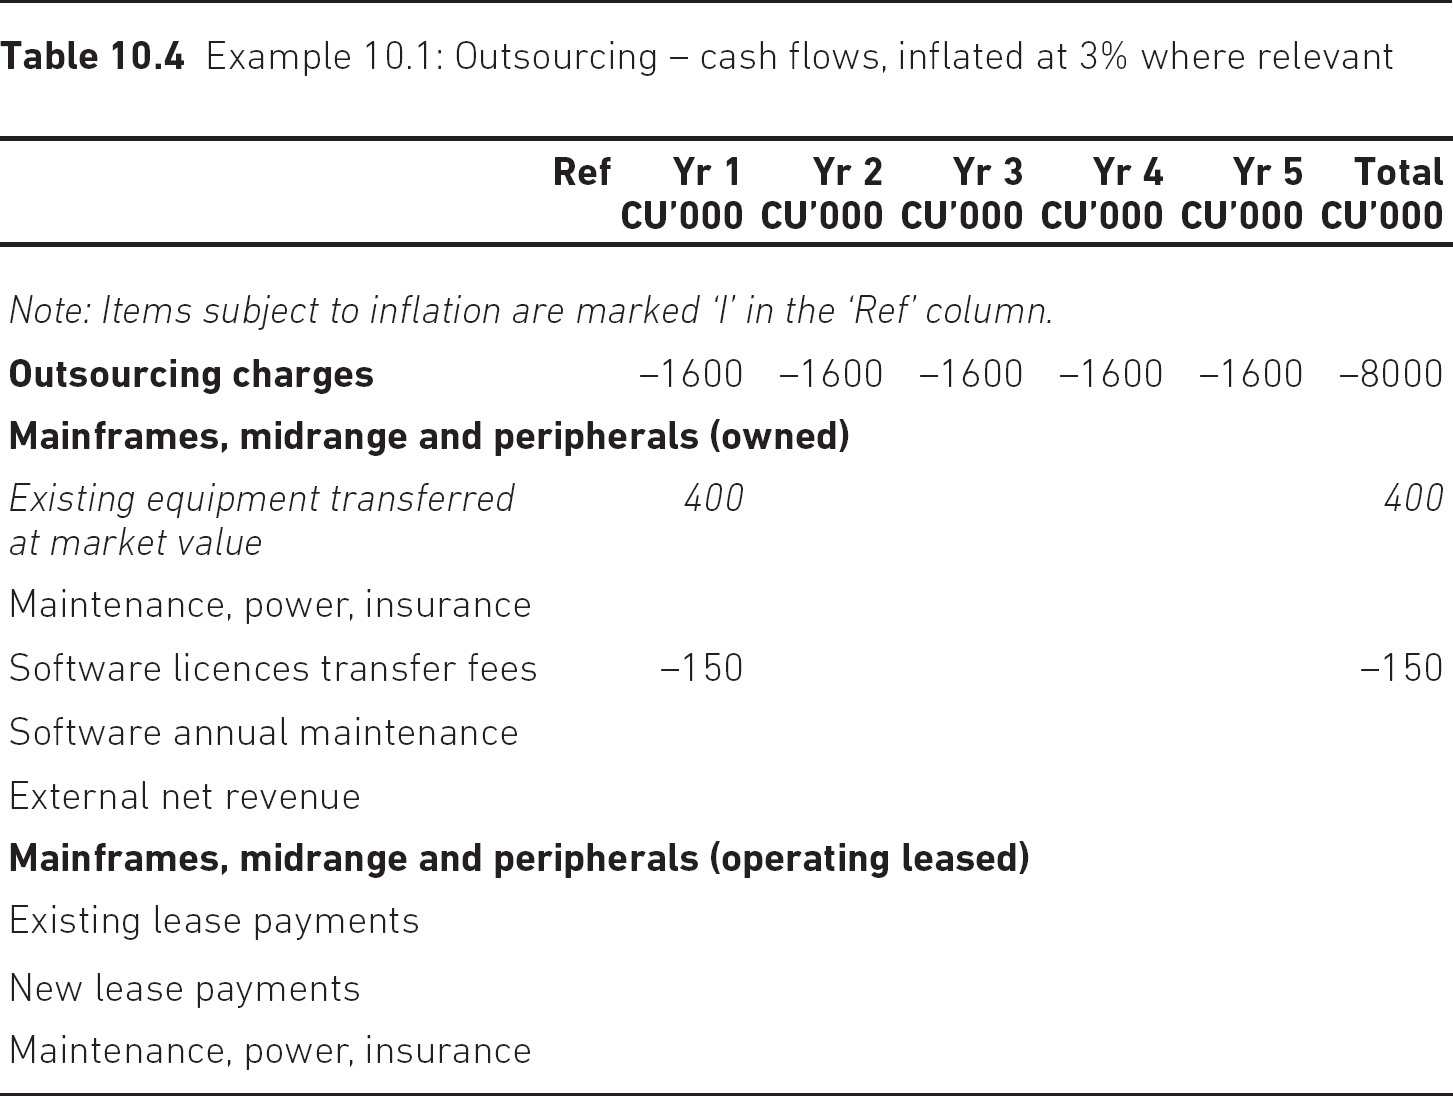 Table 10.4 Example 10.1: Outsourcing – cash flows, inflated at 3% where relevant
Ref Yr 1 Yr 2 Yr 3 Yr 4 Yr 5 Total
CU’000 CU’000 CU’000 CU’000 CU’000 CU’000
Note: Items subject to inflation are marked ‘I’ in the ‘Ref’ column.
Outsourcing charges –1600 –1600 –1600 –1600 –1600 –8000
Mainframes, midrange and peripherals (owned)
Existing equipment transferred 400 400
at market value
Maintenance, power, insurance
Software licences transfer fees –150 –150
Software annual maintenance
External net revenue
Mainframes, midrange and peripherals (operating leased)
Existing lease payments
New lease payments
Maintenance, power, insurance